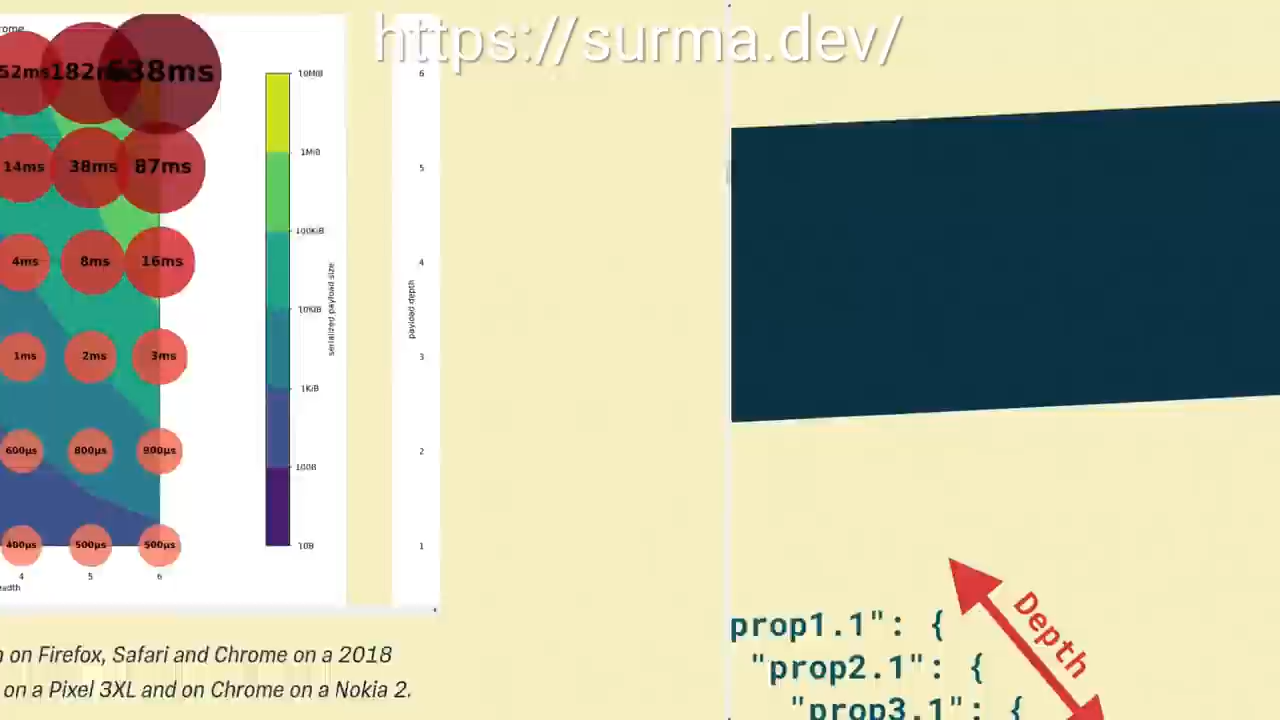 https://surma.dev/
52ms 182 638ms
14ms 38ms 87ms
4ms 8ms 16ms
1ms 2ms 3ms
600µs 800µs 900µs
400µs 500µs 500µs
4 5 6
10MiB
1MiB
100KiB
10KiB
1KiB
100B
10B
serialized payload size
6
5
4
3
2
1
payload depth
on Firefox, Safari and Chrome on a 2018
on a Pixel 3XL and on Chrome on a Nokia 2.
Depth
prop1.1": {
"prop2.1": {
"prop3.1": {